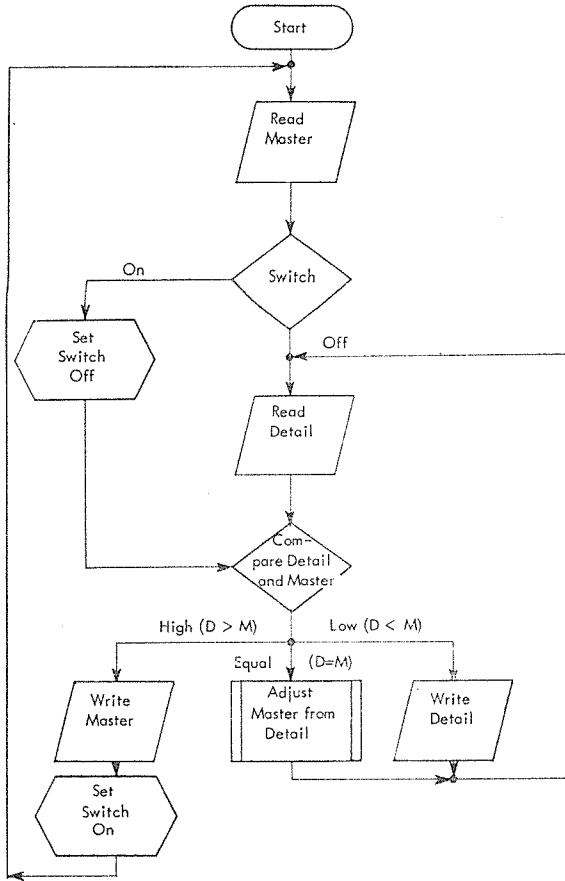 Start
Read
Master
Switch
On
Set
Switch
Off
Off
Read
Detail
Com-
pare Detail
and Master
High (D > M)
Low (D < M)
Equal (D=M)
Write
Master
Adjust
Master from
Detail
Write
Detail
Set
Switch
On